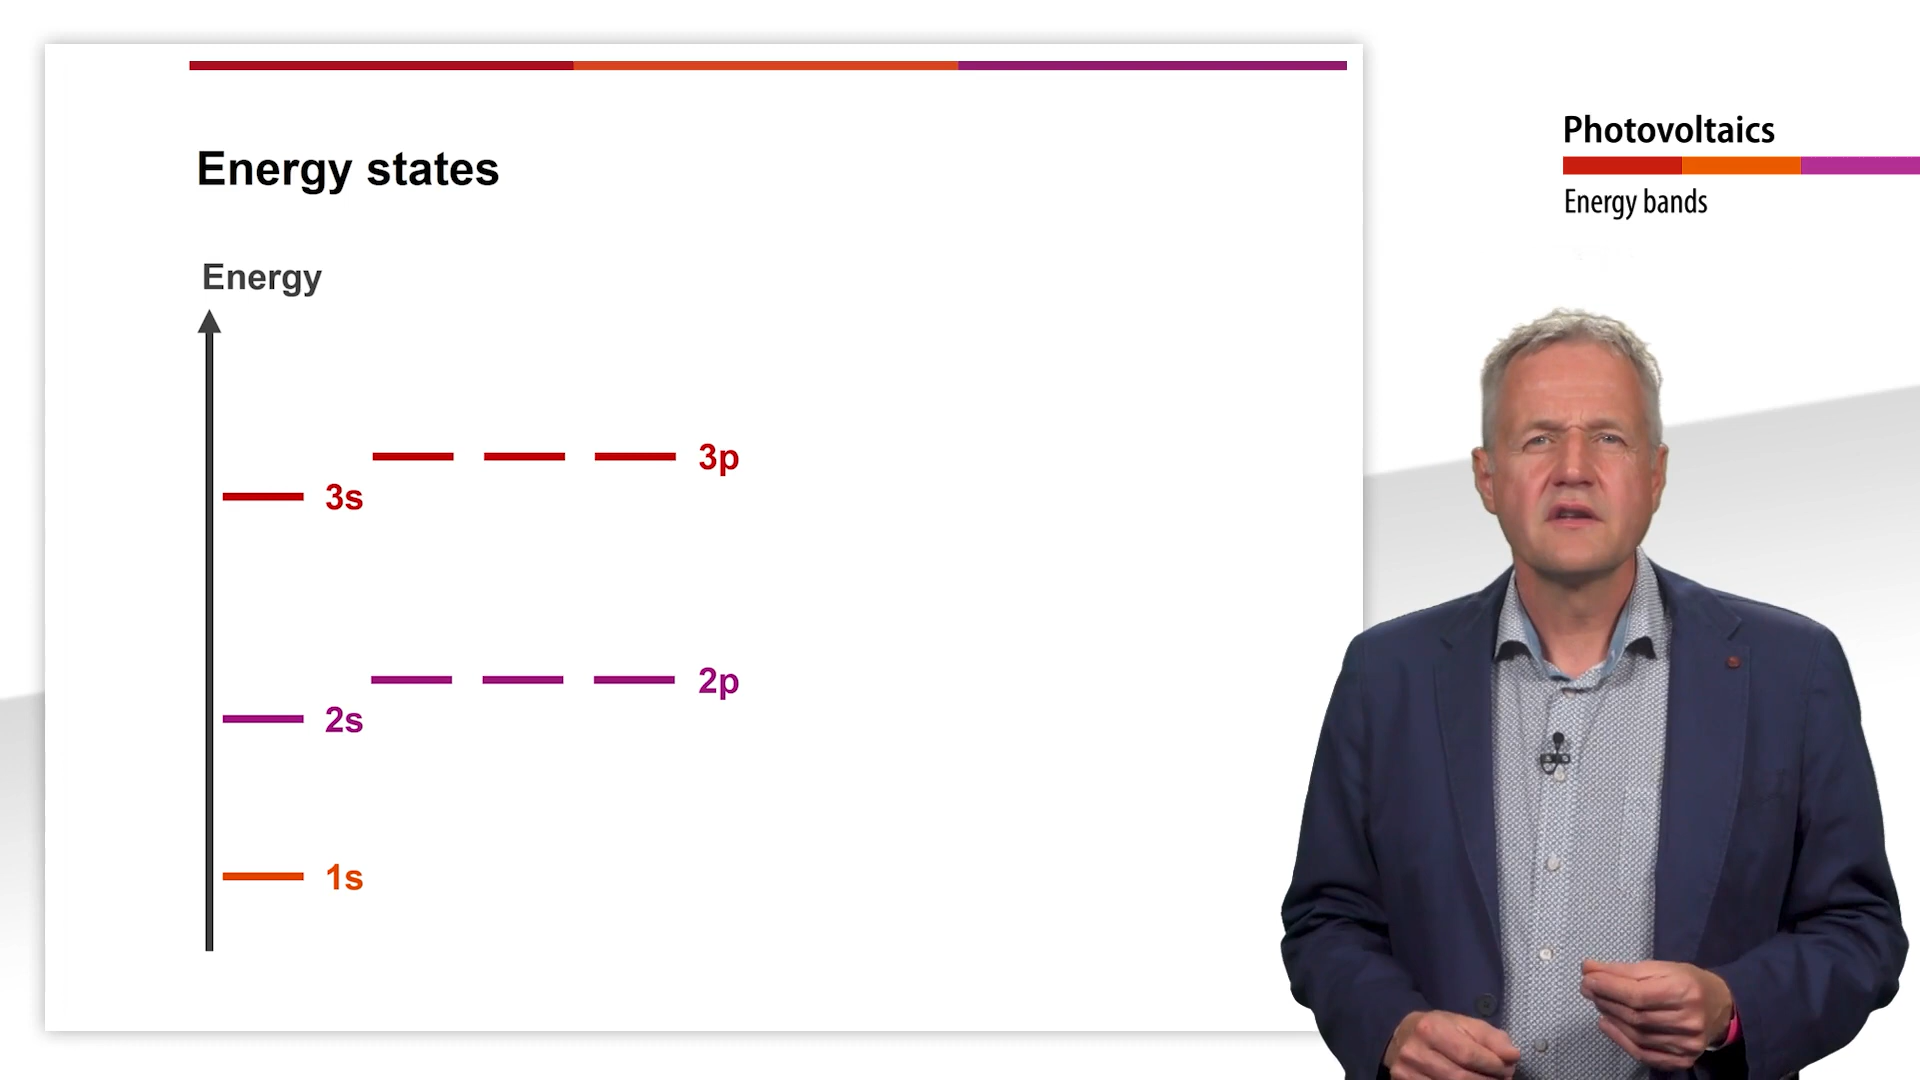 Energy states
Energy
3p
3s
2p
2s
1s
Photovoltaics
Energy bands